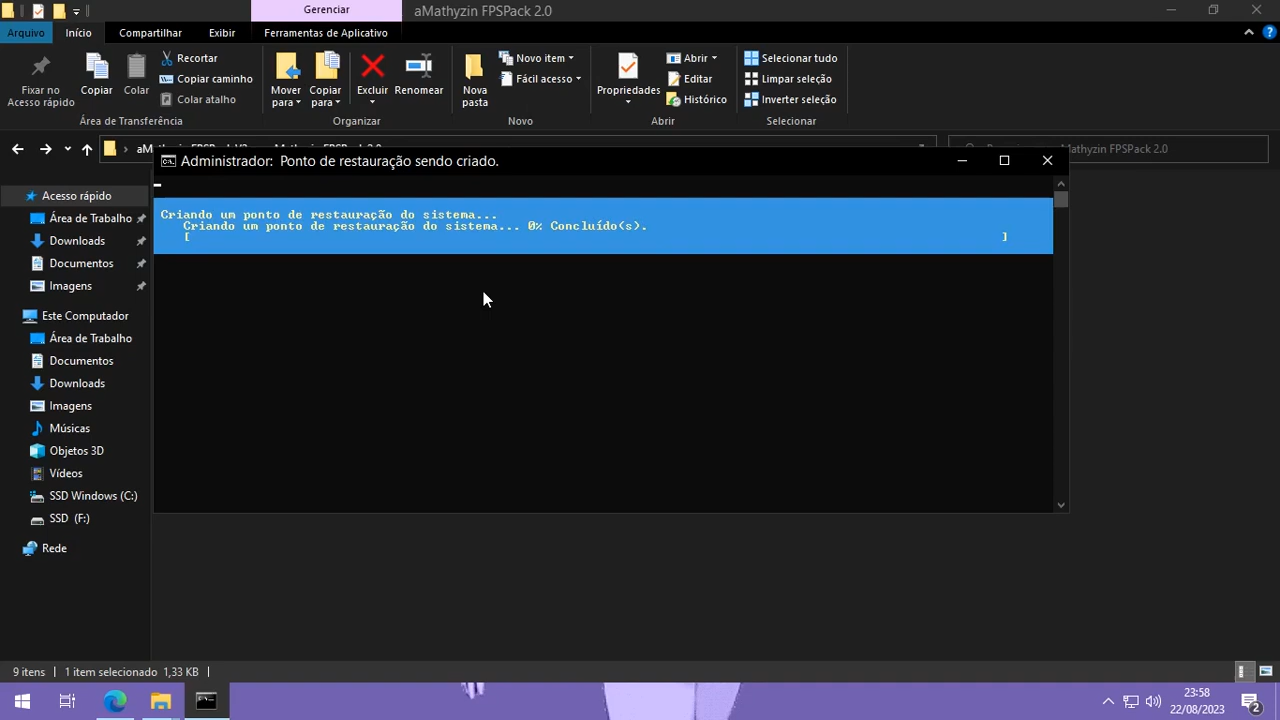 Gerenciar
aMathyzin FPSPack 2.0
Arquivo
Início
Compartilhar
Exibir
Ferramentas de Aplicativo
Fixar no
Acesso rápido
Copiar
Colar
Recortar
Copiar caminho
Colar atalho
Área de Transferência
Mover
para
Copiar
para
Excluir
Renomear
Organizar
Nova
pasta
Novo item
Fácil acesso
Novo
Propriedades
Abrir
Editar
Histórico
Abrir
Selecionar tudo
Limpar seleção
Inverter seleção
Selecionar
Mathyzin FPSPack 2.0
Administrador: Ponto de restauração sendo criado.
Criando um ponto de restauração do sistema...
Criando um ponto de restauração do sistema... 0% Concluído(s).
[ ]
Acesso rápido
Área de Trabalho
Downloads
Documentos
Imagens
Este Computador
Área de Trabalho
Documentos
Downloads
Imagens
Músicas
Objetos 3D
Vídeos
SSD Windows (C:)
SSD (F:)
Rede
9 itens
1 item selecionado 1,33 KB
23:58
22/08/2023
2